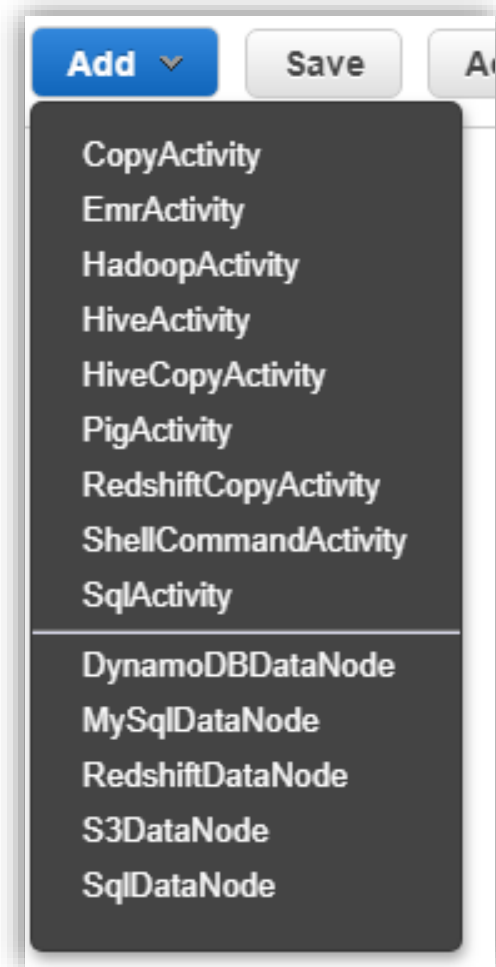 Add Save
CopyActivity
EmrActivity
HadoopActivity
HiveActivity
HiveCopyActivity
PigActivity
RedshiftCopyActivity
ShellCommandActivity
SqlActivity
DynamoDBDataNode
MySqlDataNode
RedshiftDataNode
S3DataNode
SqlDataNode